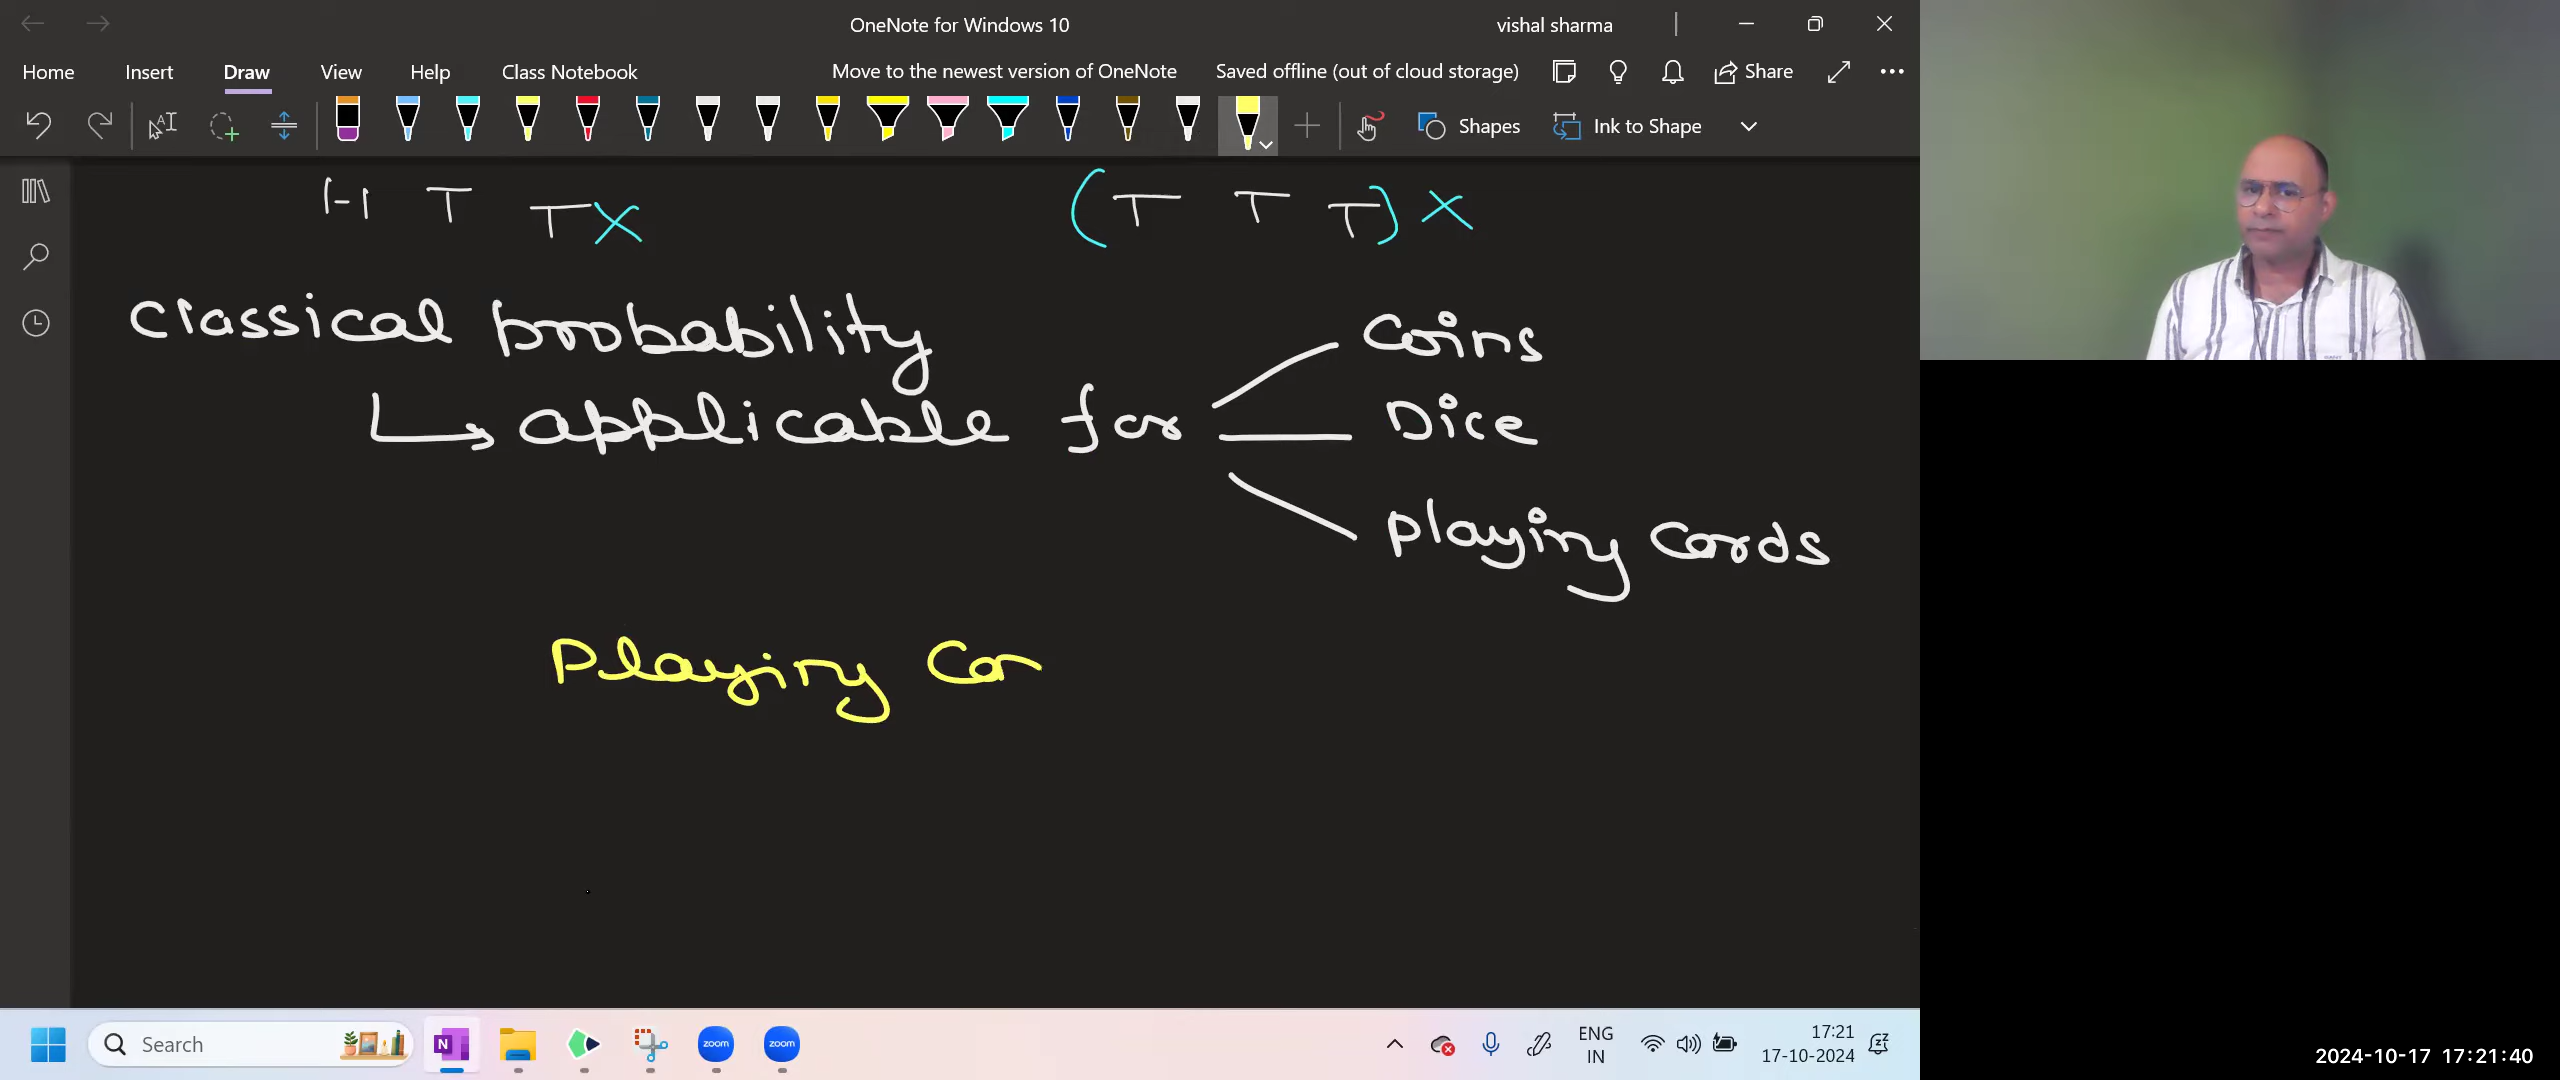 OneNote for Windows 10
vishal sharma
Home Insert Draw View Help Class Notebook Move to the newest version of OneNote Saved offline (out of cloud storage) Share
Shapes Ink to Shape
H T T X (T T T) X
Classical probability
applicable for
Coins
Dice
playing cards
Playing Car
Search
zoom zoom
ENG
IN
17:21
17-10-2024
2024-10-17 17:21:40